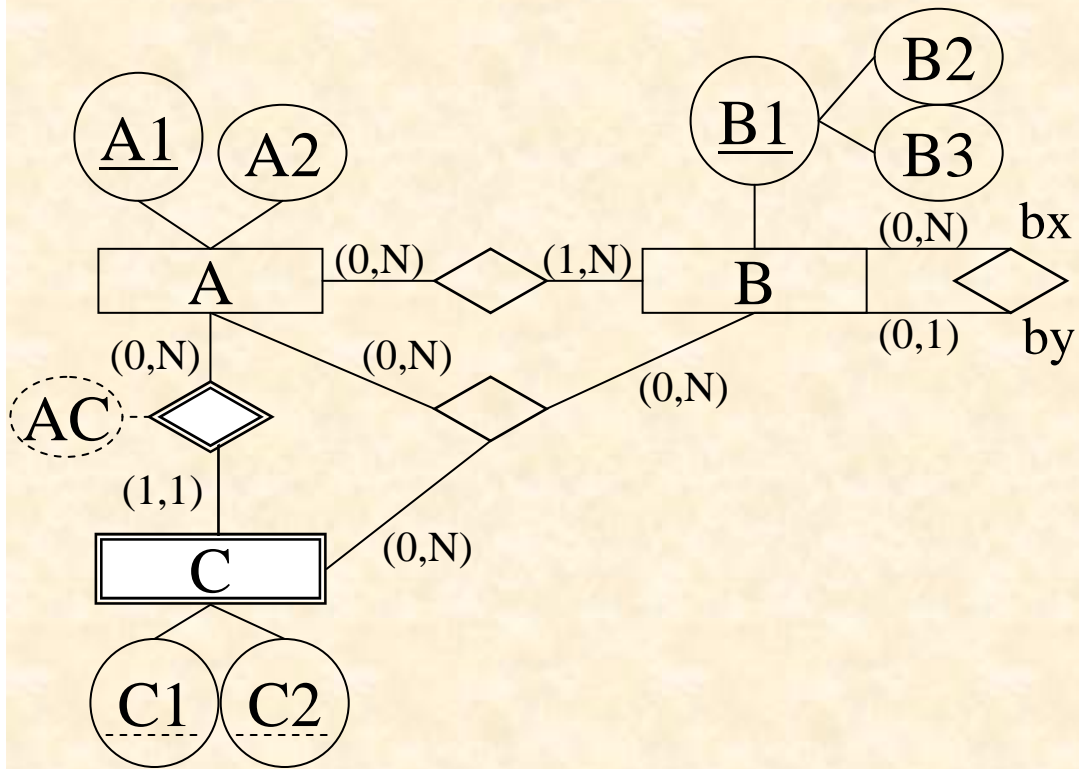 B2
A1
A2
B1
B3
(0,N)
bx
(0,N)
(1,N)
A
B
(0,1)
by
(0,N)
(0,N)
(0,N)
AC
(1,1)
(0,N)
C
C1
C2